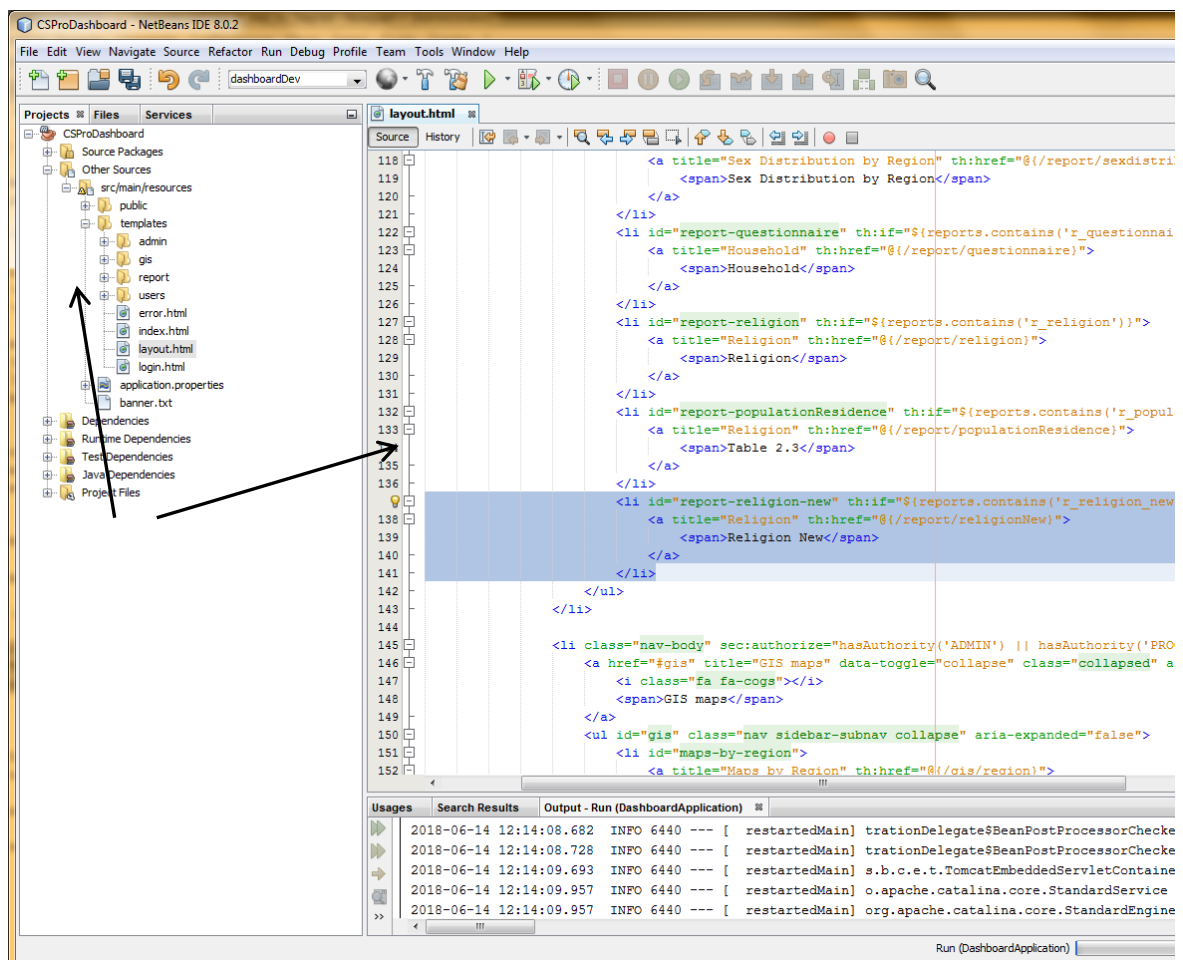 CSProDashboard - NetBeans IDE 8.0.2
File Edit View Navigate Source Refactor Run Debug Profile Team Tools Window Help
dashboardDev
Projects Files Services
CSProDashboard
Source Packages
Other Sources
src/main/resources
public
templates
admin
gis
report
users
error.html
index.html
layout.html
login.html
application.properties
banner.txt
Dependencies
Runtime Dependencies
Test Dependencies
Java Dependencies
Project Files
layout.html
Source History
118 <a title="Sex Distribution by Region" th:href="@{/report/sexdistri
119 <span>Sex Distribution by Region</span>
120 </a>
121 </li>
122 <li id="report-questionnaire" th:if="${reports.contains('r_questionnai
123 <a title="Household" th:href="@{/report/questionnaire}">
124 <span>Household</span>
125 </a>
126 </li>
127 <li id="report-religion" th:if="${reports.contains('r_religion')}">
128 <a title="Religion" th:href="@{/report/religion}">
129 <span>Religion</span>
130 </a>
131 </li>
132 <li id="report-populationResidence" th:if="${reports.contains('r_popul
133 <a title="Religion" th:href="@{/report/populationResidence}">
<span>Table 2.3</span>
135 </a>
136 </li>
<li id="report-religion-new" th:if="${reports.contains('r_religion_new
138 <a title="Religion" th:href="@{/report/religionNew}">
139 <span>Religion New</span>
140 </a>
141 </li>
142 </ul>
143 </li>
144
145 <li class="nav-body" sec:authorize="hasAuthority('ADMIN') || hasAuthority('PRO
146 <a href="#gis" title="GIS maps" data-toggle="collapse" class="collapsed" a
147 <i class="fa fa-cogs"></i>
148 <span>GIS maps</span>
149 </a>
150 <ul id="gis" class="nav sidebar-subnav collapse" aria-expanded="false">
151 <li id="maps-by-region">
152 <a title="Maps by Region" th:href="@{/gis/region}">
Usages Search Results Output - Run (DashboardApplication)
2018-06-14 12:14:08.682 INFO 6440 --- [ restartedMain] trationDelegate$BeanPostProcessorChecke
2018-06-14 12:14:08.728 INFO 6440 --- [ restartedMain] trationDelegate$BeanPostProcessorChecke
2018-06-14 12:14:09.693 INFO 6440 --- [ restartedMain] s.b.c.e.t.TomcatEmbeddedServletContaine
2018-06-14 12:14:09.957 INFO 6440 --- [ restartedMain] o.apache.catalina.core.StandardService
2018-06-14 12:14:09.957 INFO 6440 --- [ restartedMain] org.apache.catalina.core.StandardEngine
Run (DashboardApplication)